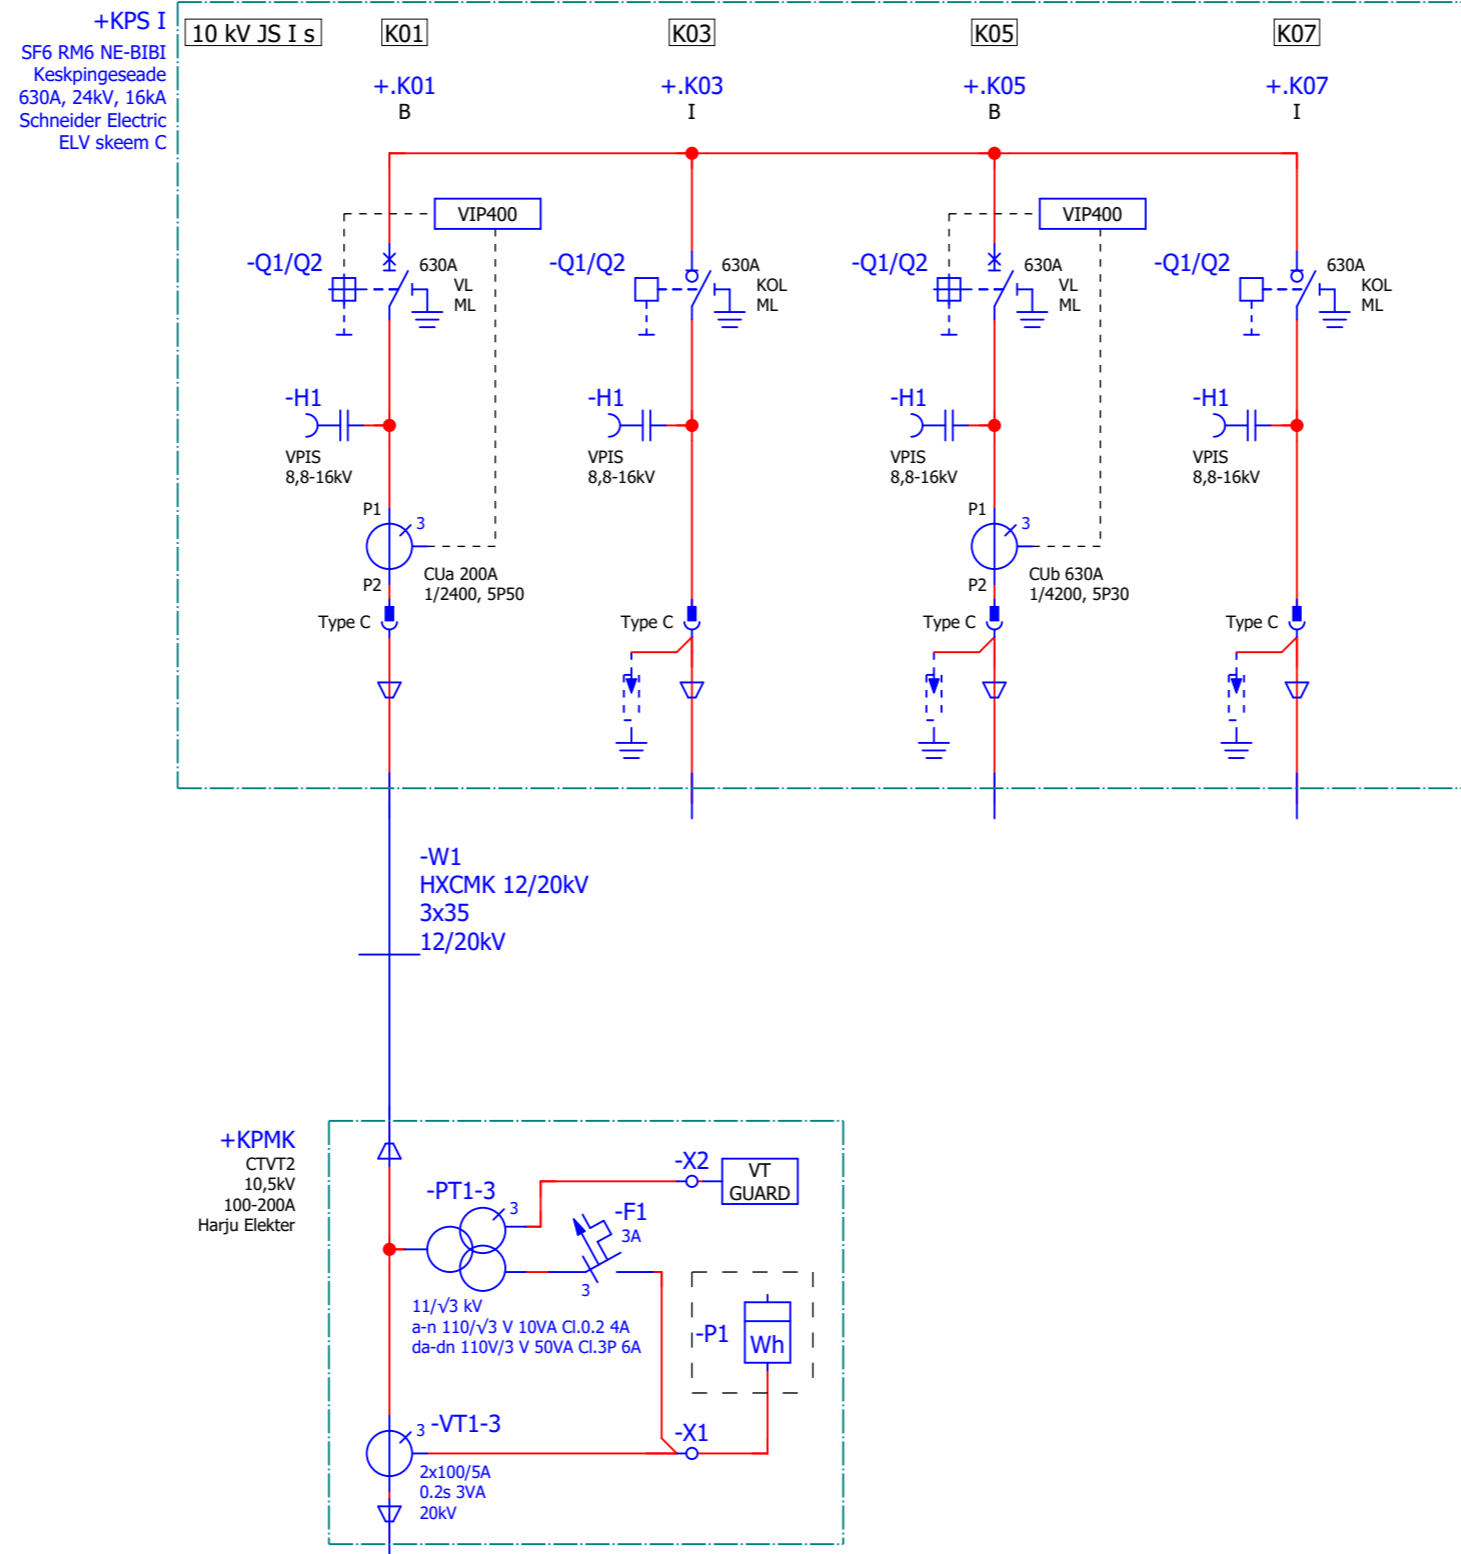 +KPS I
SF6 RM6 NE-BIBI
Keskpingeseade
630A, 24kV, 16kA
Schneider Electric
ELV skeem C
10 kV JS I s
K01
K03
K05
K07
+.K01
B
+.K03
I
+.K05
B
+.K07
I
VIP400
VIP400
-Q1/Q2
630A
VL
ML
-Q1/Q2
630A
KOL
ML
-Q1/Q2
630A
VL
ML
-Q1/Q2
630A
KOL
ML
-H1
VPIS
8,8-16kV
-H1
VPIS
8,8-16kV
-H1
VPIS
8,8-16kV
-H1
VPIS
8,8-16kV
P1
3
P2
CUa 200A
1/2400, 5P50
P1
3
P2
CUb 630A
1/4200, 5P30
Type C
Type C
Type C
Type C
-W1
HXCMK 12/20kV
3x35
12/20kV
+KPMK
CTVT2
10,5kV
100-200A
Harju Elekter
-PT1-3
3
-X2
VT
GUARD
-F1
3A
3
11/√3 kV
a-n 110/√3 V 10VA Cl.0.2 4A
da-dn 110V/3 V 50VA Cl.3P 6A
-P1
Wh
3
-VT1-3
-X1
2x100/5A
0.2s 3VA
20kV